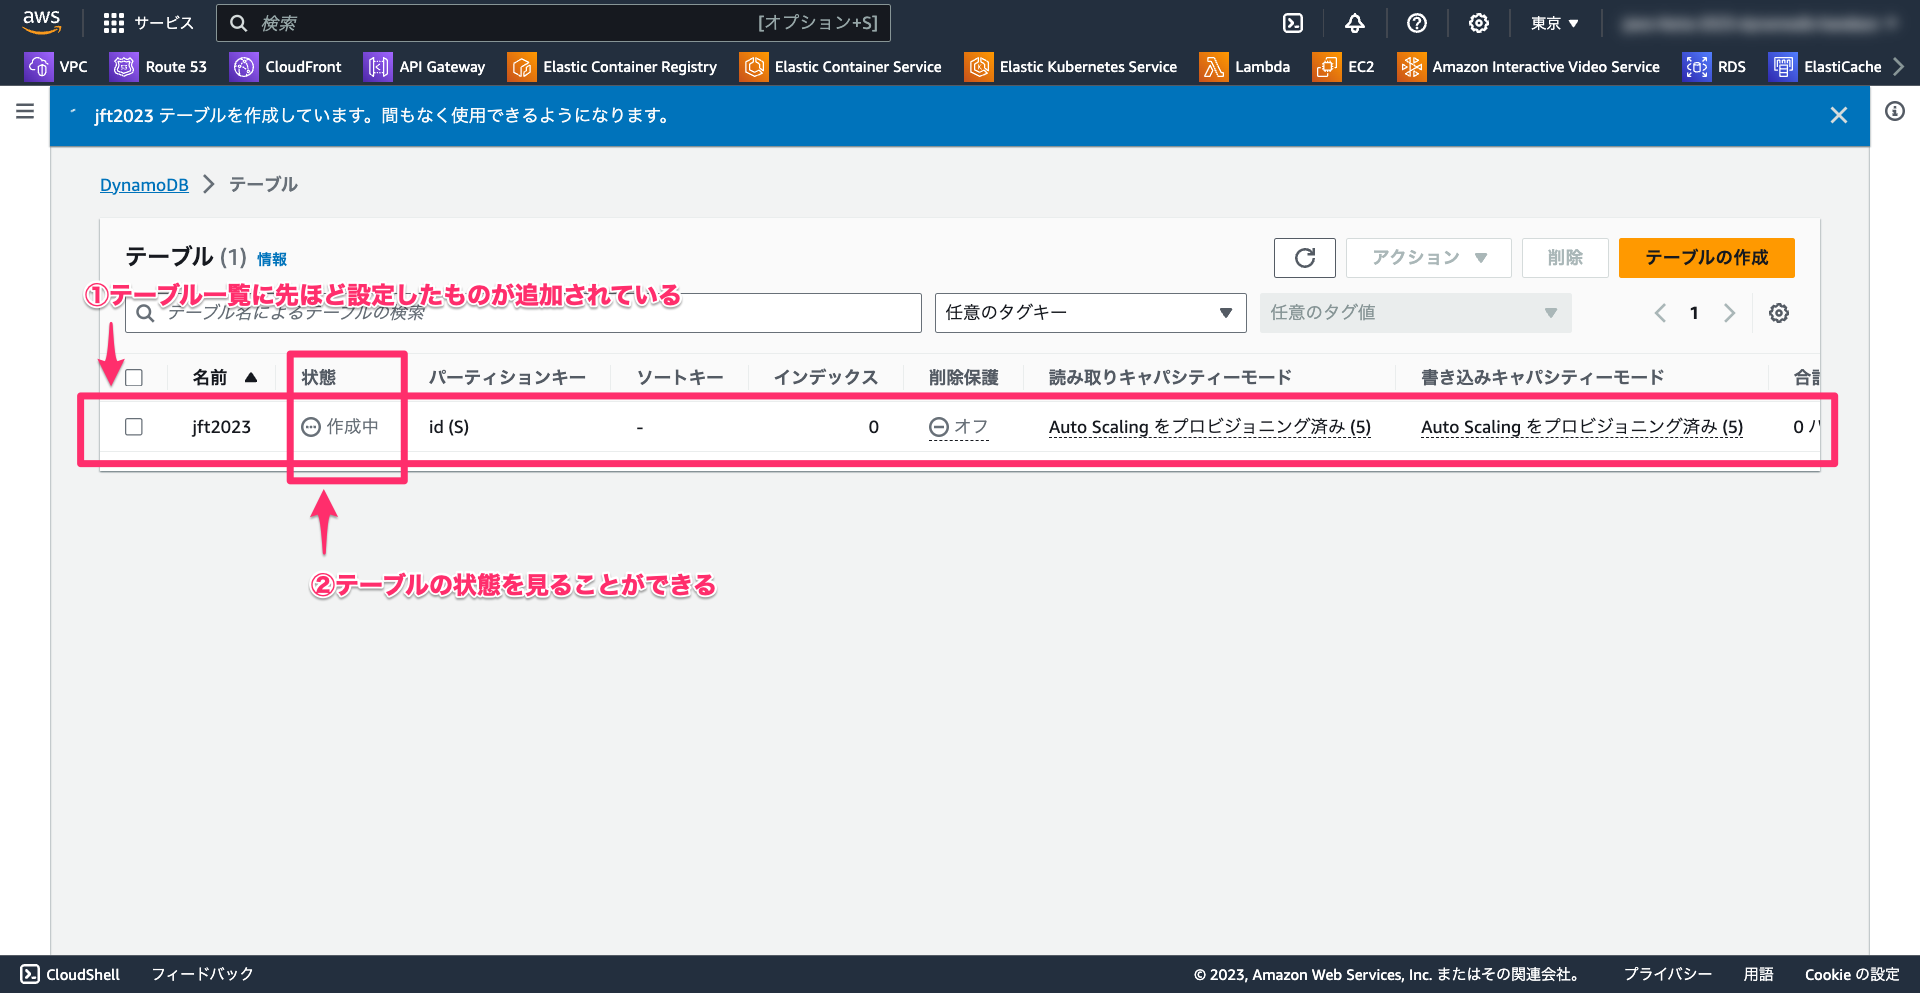 aws サービス 検索 [オプション+S] 東京 ▼
VPC Route 53 CloudFront API Gateway Elastic Container Registry Elastic Container Service Elastic Kubernetes Service Lambda EC2 Amazon Interactive Video Service RDS ElastiCache
jft2023 テーブルを作成しています。間もなく使用できるようになります。
DynamoDB > テーブル
テーブル (1) 情報 アクション ▼ 削除 テーブルの作成
①テーブル一覧に先ほど設定したものが追加されている
テーブル名によるテーブルの検索 任意のタグキー ▼ 任意のタグ値 ▼ < 1 >
名前 ▲ 状態 パーティションキー ソートキー インデックス 削除保護 読み取りキャパシティーモード 書き込みキャパシティーモード 合計
jft2023 作成中 id (S) - 0 オフ Auto Scaling をプロビジョニング済み (5) Auto Scaling をプロビジョニング済み (5) 0 バ
②テーブルの状態を見ることができる
CloudShell フィードバック © 2023, Amazon Web Services, Inc. またはその関連会社。 プライバシー 用語 Cookie の設定